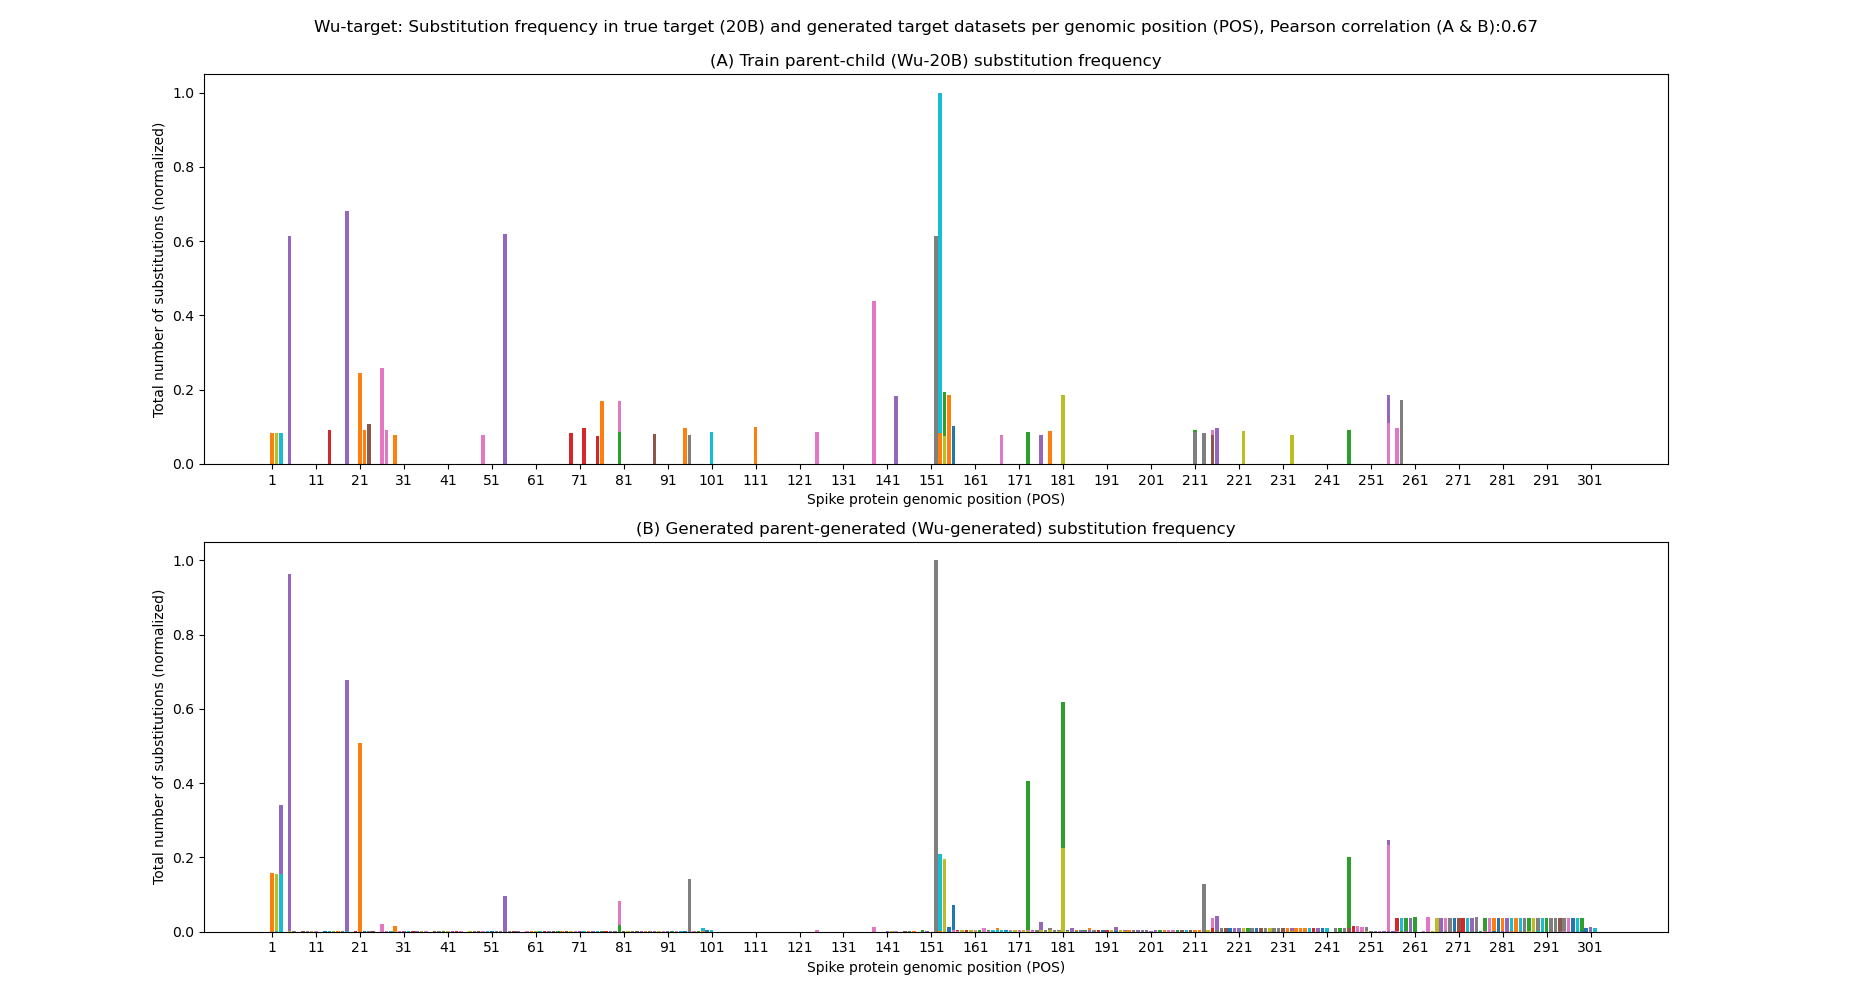 Wu-target: Substitution frequency in true target (20B) and generated target datasets per genomic position (POS), Pearson correlation (A & B):0.67
(A) Train parent-child (Wu-20B) substitution frequency
Total number of substitutions (normalized)
1.0
0.8
0.6
0.4
0.2
0.0
1 11 21 31 41 51 61 71 81 91 101 111 121 131 141 151 161 171 181 191 201 211 221 231 241 251 261 271 281 291 301
Spike protein genomic position (POS)
(B) Generated parent-generated (Wu-generated) substitution frequency
Total number of substitutions (normalized)
1.0
0.8
0.6
0.4
0.2
0.0
1 11 21 31 41 51 61 71 81 91 101 111 121 131 141 151 161 171 181 191 201 211 221 231 241 251 261 271 281 291 301
Spike protein genomic position (POS)